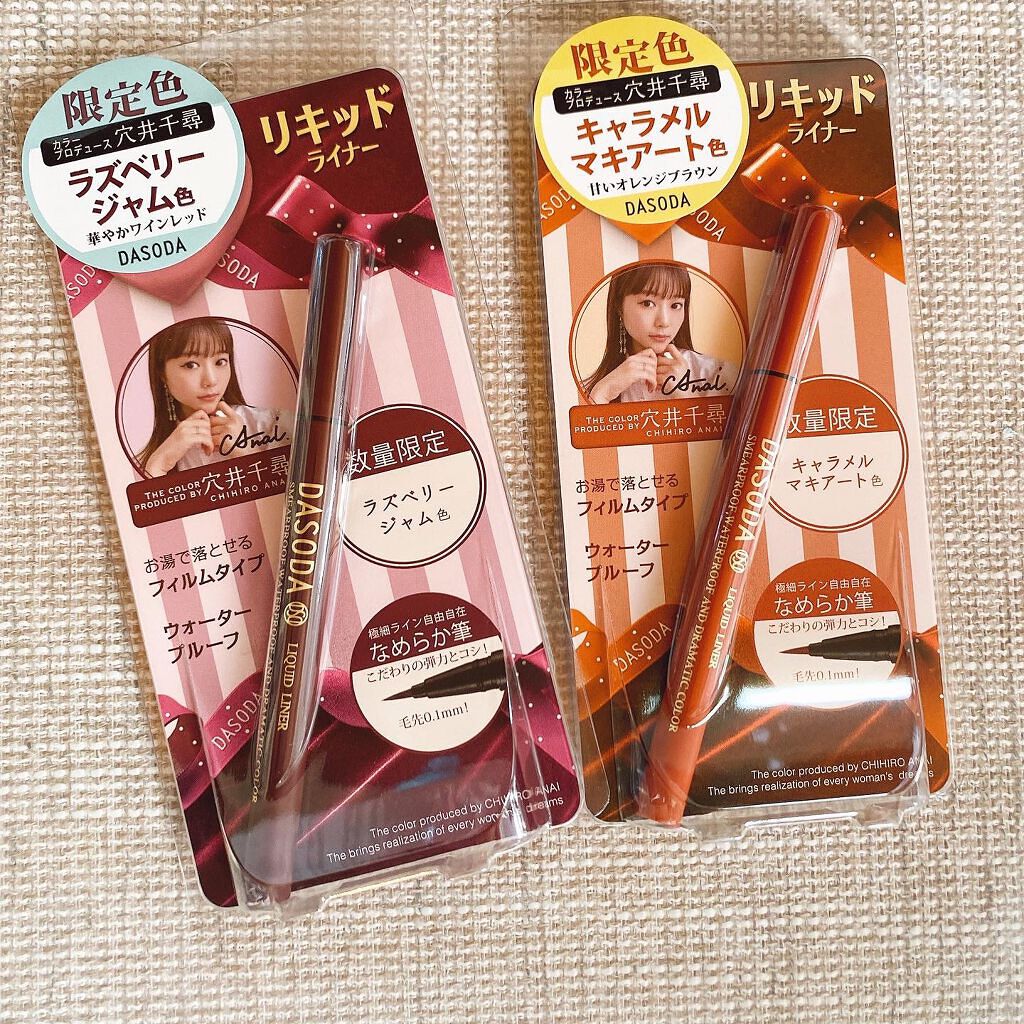 限定色
カラー
プロデュース 穴井千尋
ラズベリー
ジャム色
華やかワインレッド
DASODA
リキッド
ライナー
DASODA
THE COLOR
PRODUCED BY 穴井千尋
CHIHIRO ANAI
CAnai.
数量限定
ラズベリー
ジャム色
お湯で落とせる
フィルムタイプ
ウォーター
プルーフ
極細ライン自由自在
なめらか筆
こだわりの弾力とコシ!
毛先0.1mm!
DASODA
DASODA LIQUID LINER
SMEARPROOF, WATERPROOF AND DRAMATIC COLOR
The color produced by CHIHIRO ANAI
The brings realization of every woman's dreams
限定色
カラー
プロデュース 穴井千尋
キャラメル
マキアート色
甘いオレンジブラウン
DASODA
リキッド
ライナー
DASODA
CAnai.
THE COLOR
PRODUCED BY 穴井千尋
CHIHIRO ANAI
数量限定
キャラメル
マキアート色
お湯で落とせる
フィルムタイプ
ウォーター
プルーフ
極細ライン自由自在
なめらか筆
こだわりの弾力とコシ!
毛先0.1mm!
DASODA
DASODA LIQUID LINER
SMEARPROOF, WATERPROOF AND DRAMATIC COLOR
The color produced by CHIHIRO ANAI
The brings realization of every woman's dreams